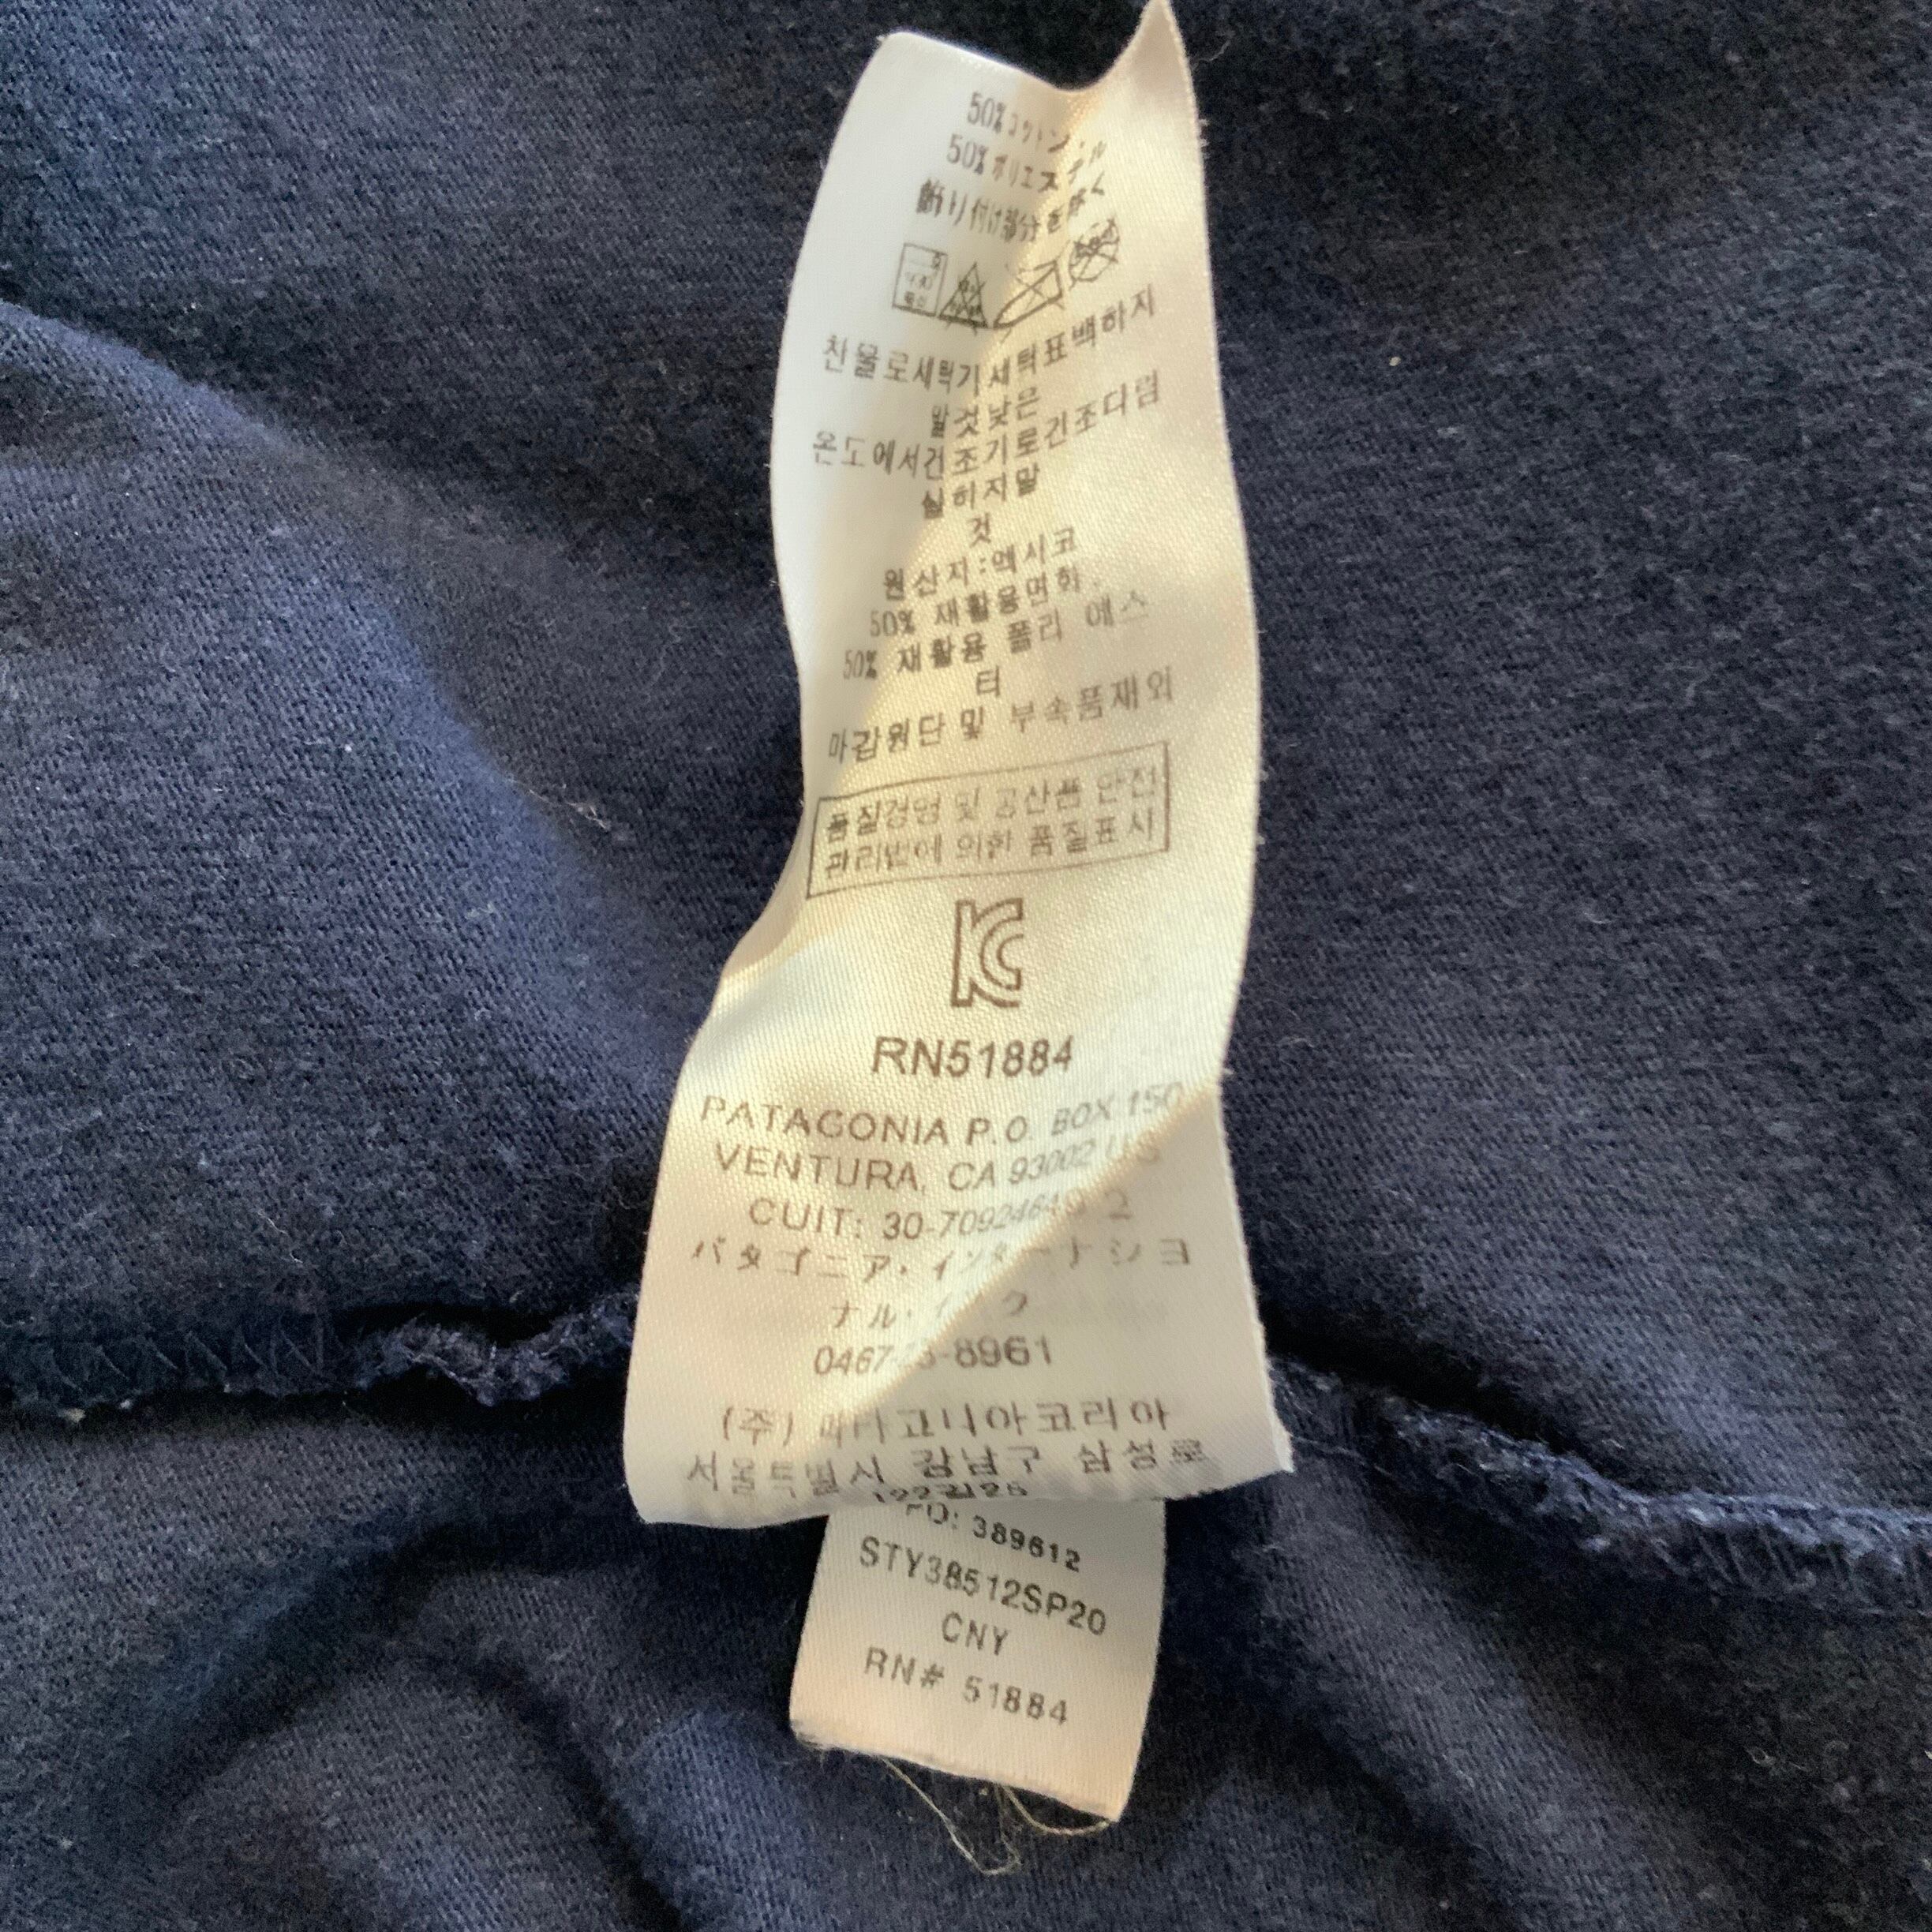 50%コットン,
50%ポリエステル
飾り付け部分を除く
찬물로세탁기세탁표백하지
말것낮은
온도에서건조기로건조다림
실하지말
것
원산지:멕시코
50% 재활용면화.
50% 재활용 폴리 에스
터
마감원단 및 부속품재외
품질경영 및 공산품 안전
관리법에 의한 품질표시
KC
RN51884
PATAGONIA P.O. BOX 150
VENTURA, CA 93002
CUIT:
パタゴニア・インターナショ
ナル・
(주) 파타고니아코리아
서울특별시 강남구 삼성로
PO: 389612
STY38512SP20
CNY
RN# 51884